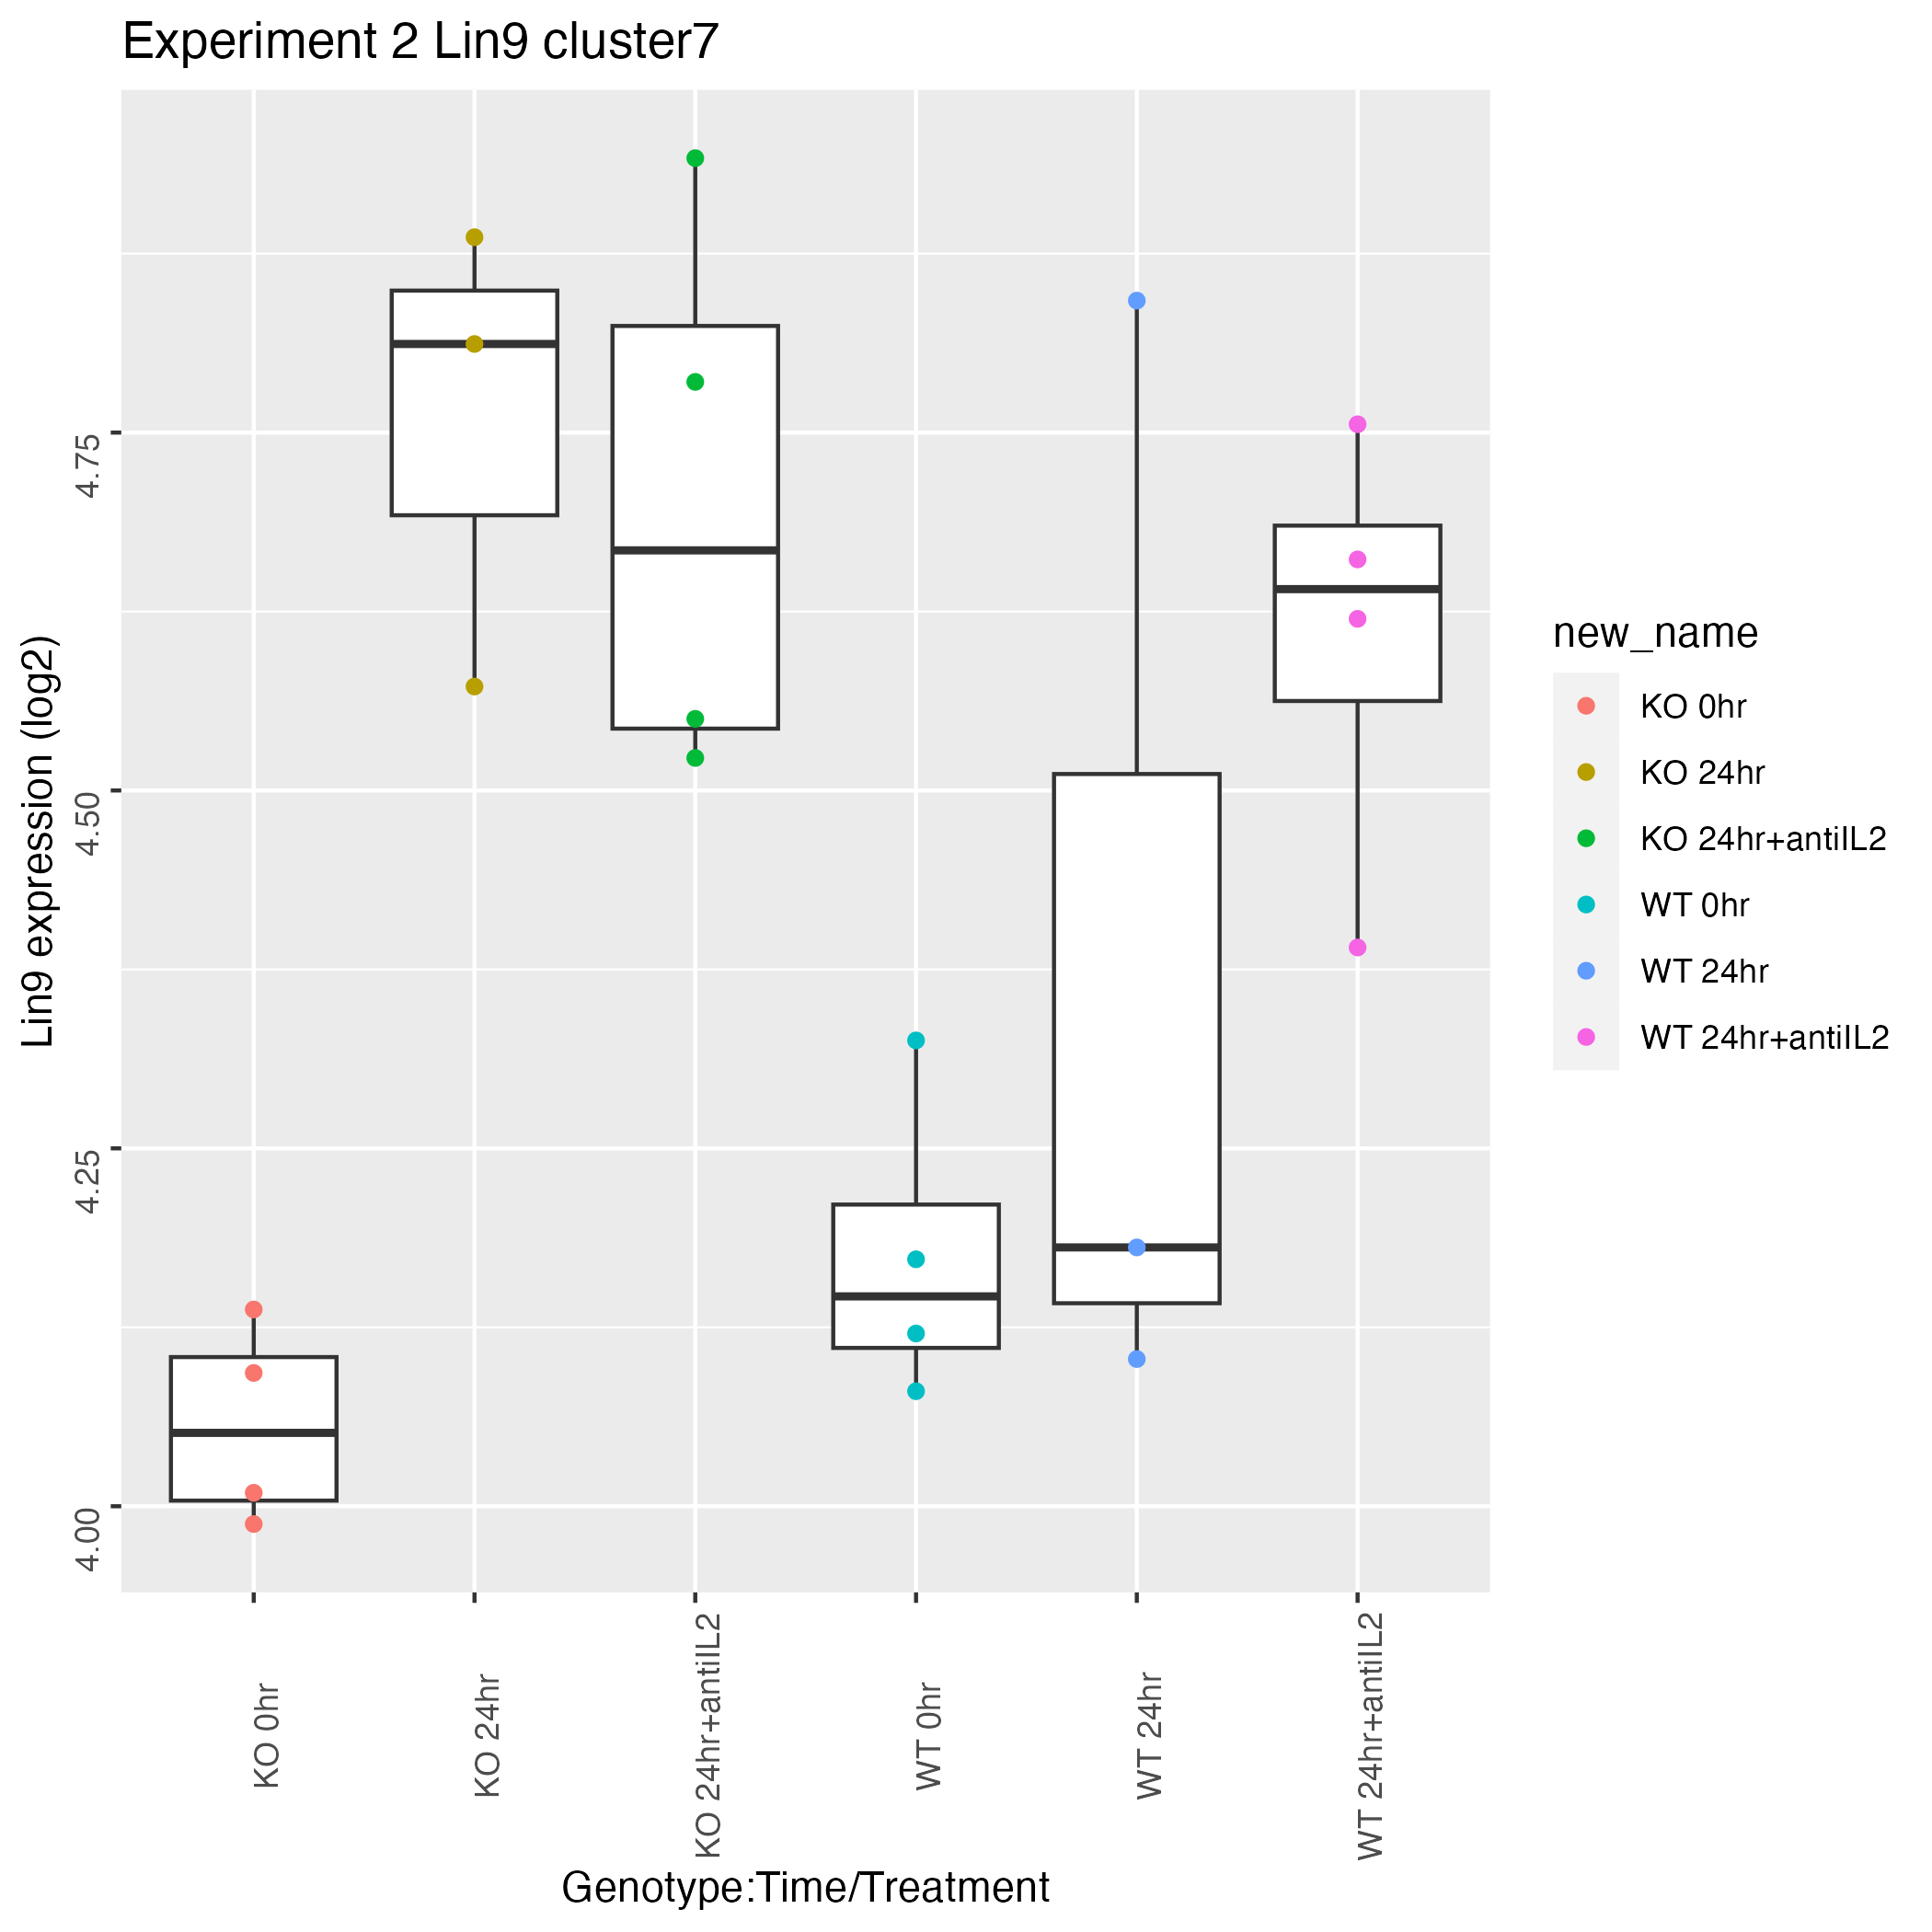 Experiment 2 Lin9 cluster7
Lin9 expression (log2)
4.75
4.50
4.25
4.00
KO 0hr
KO 24hr
KO 24hr+antiIL2
WT 0hr
WT 24hr
WT 24hr+antiIL2
Genotype:Time/Treatment
new_name
KO 0hr
KO 24hr
KO 24hr+antiIL2
WT 0hr
WT 24hr
WT 24hr+antiIL2